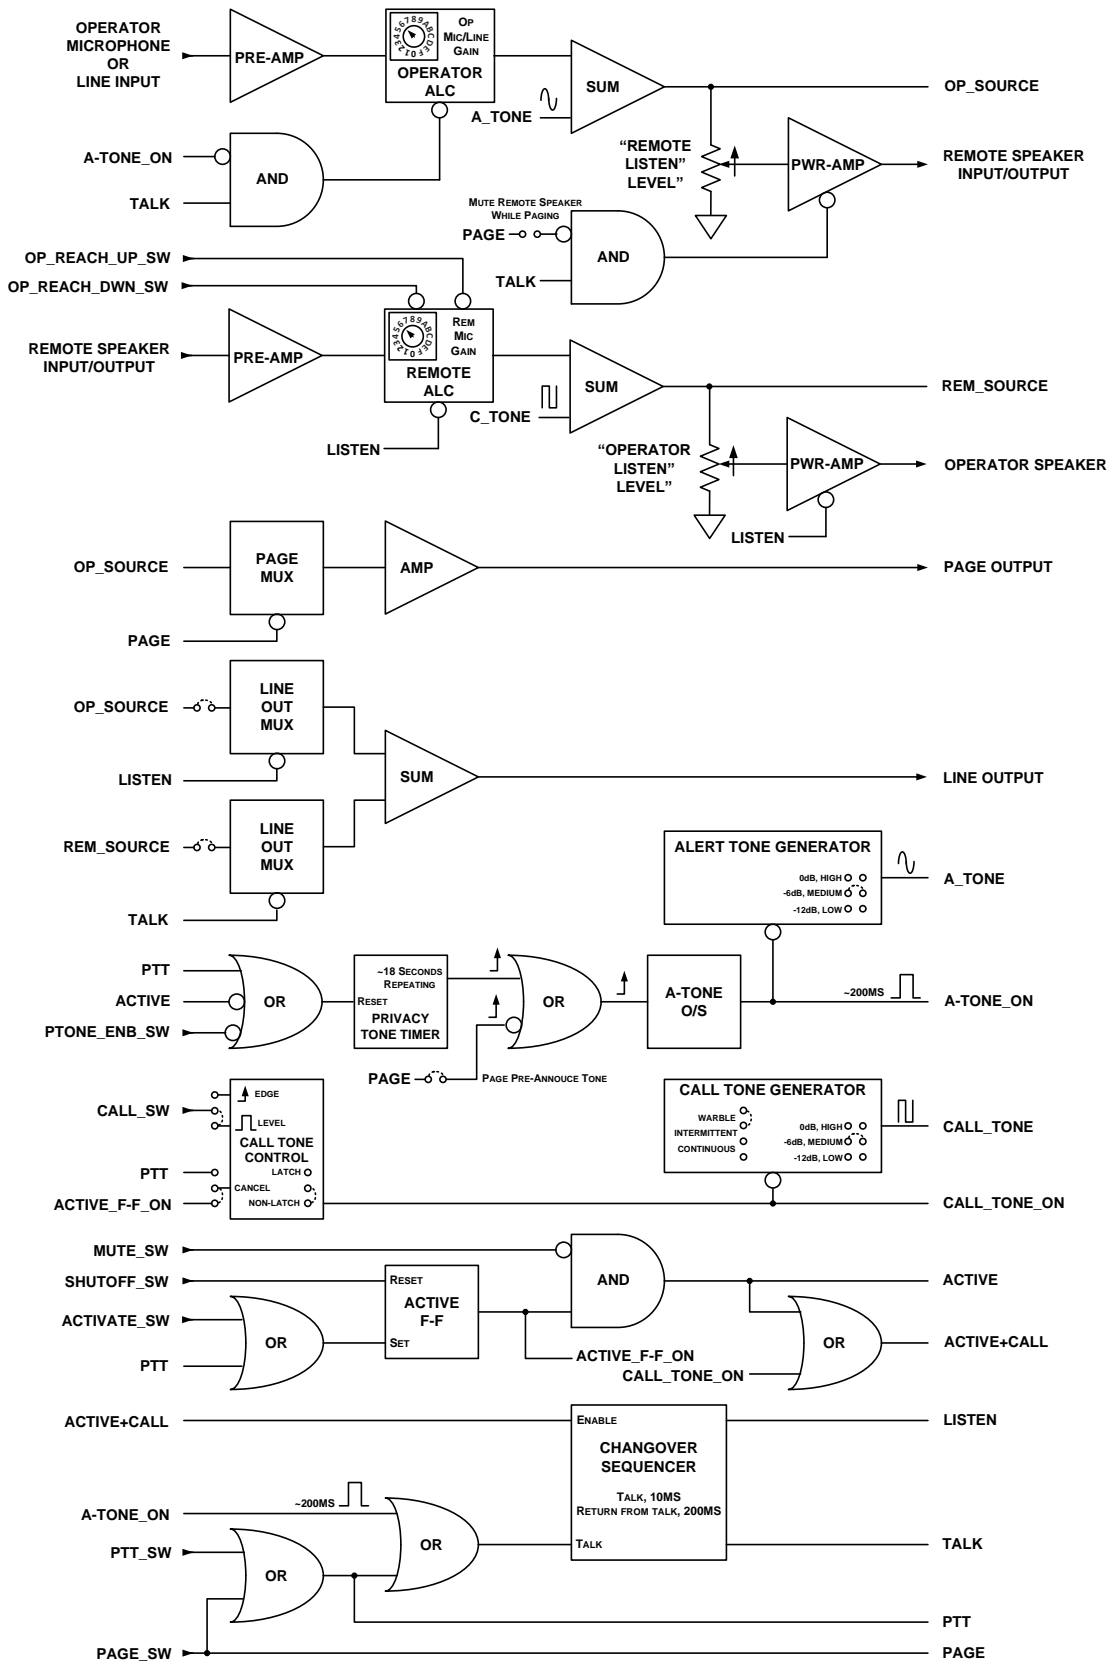 OPERATOR
MICROPHONE
OR
LINE INPUT
PRE-AMP
0123456789ABCDEF
OP
MIC/LINE
GAIN
OPERATOR
ALC
A_TONE
SUM
OP_SOURCE
A-TONE_ON
TALK
AND
"REMOTE
LISTEN"
LEVEL"
PWR-AMP
REMOTE SPEAKER
INPUT/OUTPUT
MUTE REMOTE SPEAKER
WHILE PAGING
PAGE
TALK
AND
OP_REACH_UP_SW
OP_REACH_DWN_SW
REMOTE SPEAKER
INPUT/OUTPUT
PRE-AMP
0123456789ABCDEF
REM
MIC
GAIN
REMOTE
ALC
LISTEN
C_TONE
SUM
REM_SOURCE
"OPERATOR
LISTEN"
LEVEL"
PWR-AMP
OPERATOR SPEAKER
LISTEN
OP_SOURCE
PAGE
MUX
AMP
PAGE OUTPUT
PAGE
OP_SOURCE
LINE
OUT
MUX
LISTEN
SUM
LINE OUTPUT
REM_SOURCE
LINE
OUT
MUX
TALK
ALERT TONE GENERATOR
0dB, HIGH
-6dB, MEDIUM
-12dB, LOW
A_TONE
PTT
ACTIVE
PTONE_ENB_SW
OR
~18 SECONDS
REPEATING
RESET
PRIVACY
TONE TIMER
OR
A-TONE
O/S
~200MS
A-TONE_ON
PAGE
PAGE PRE-ANNOUCE TONE
CALL_SW
EDGE
LEVEL
CALL TONE
CONTROL
PTT
LATCH
CANCEL
ACTIVE_F-F_ON
NON-LATCH
CALL TONE GENERATOR
WARBLE
INTERMITTENT
CONTINUOUS
0dB, HIGH
-6dB, MEDIUM
-12dB, LOW
CALL_TONE
CALL_TONE_ON
MUTE_SW
SHUTOFF_SW
ACTIVATE_SW
PTT
OR
RESET
ACTIVE
F-F
SET
AND
ACTIVE
ACTIVE_F-F_ON
CALL_TONE_ON
OR
ACTIVE+CALL
ACTIVE+CALL
ENABLE
CHANGOVER
SEQUENCER
TALK, 10MS
RETURN FROM TALK, 200MS
TALK
LISTEN
TALK
A-TONE_ON
~200MS
OR
PTT_SW
OR
PTT
PAGE_SW
PAGE